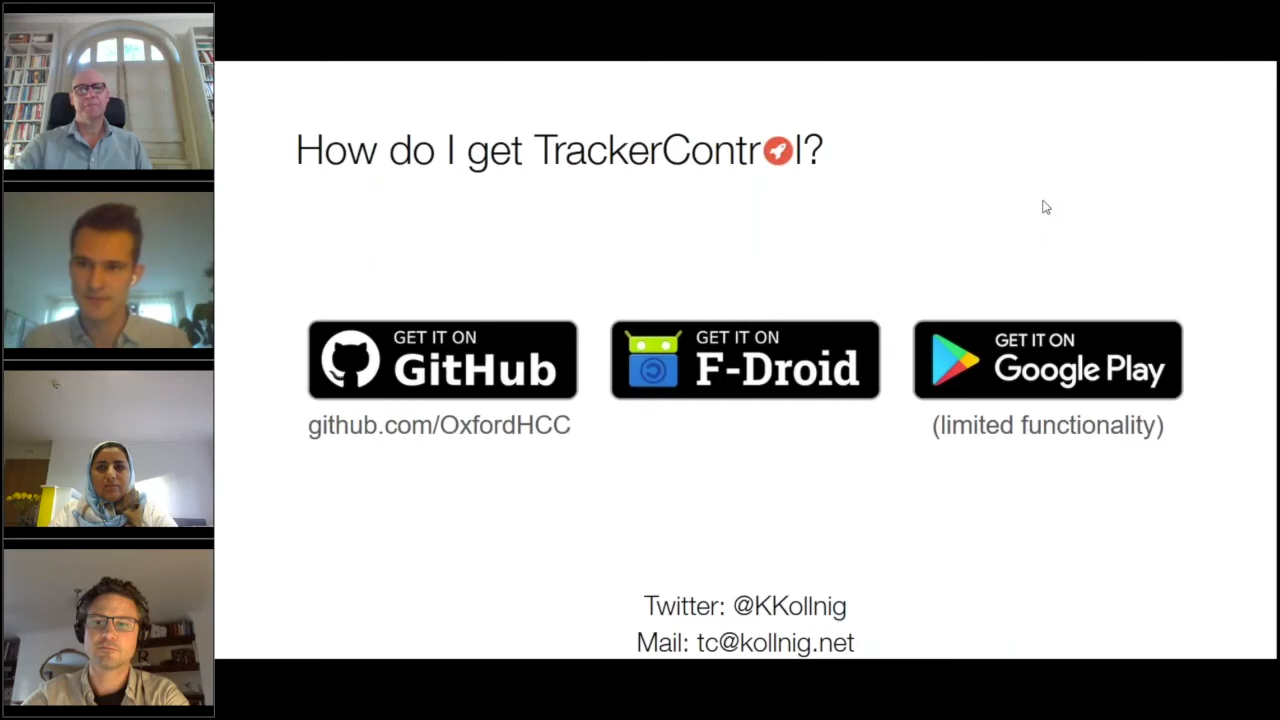 How do I get TrackerControl?
GET IT ON
GitHub
GET IT ON
F-Droid
GET IT ON
Google Play
github.com/OxfordHCC
(limited functionality)
Twitter: @KKollnig
Mail: tc@kollnig.net